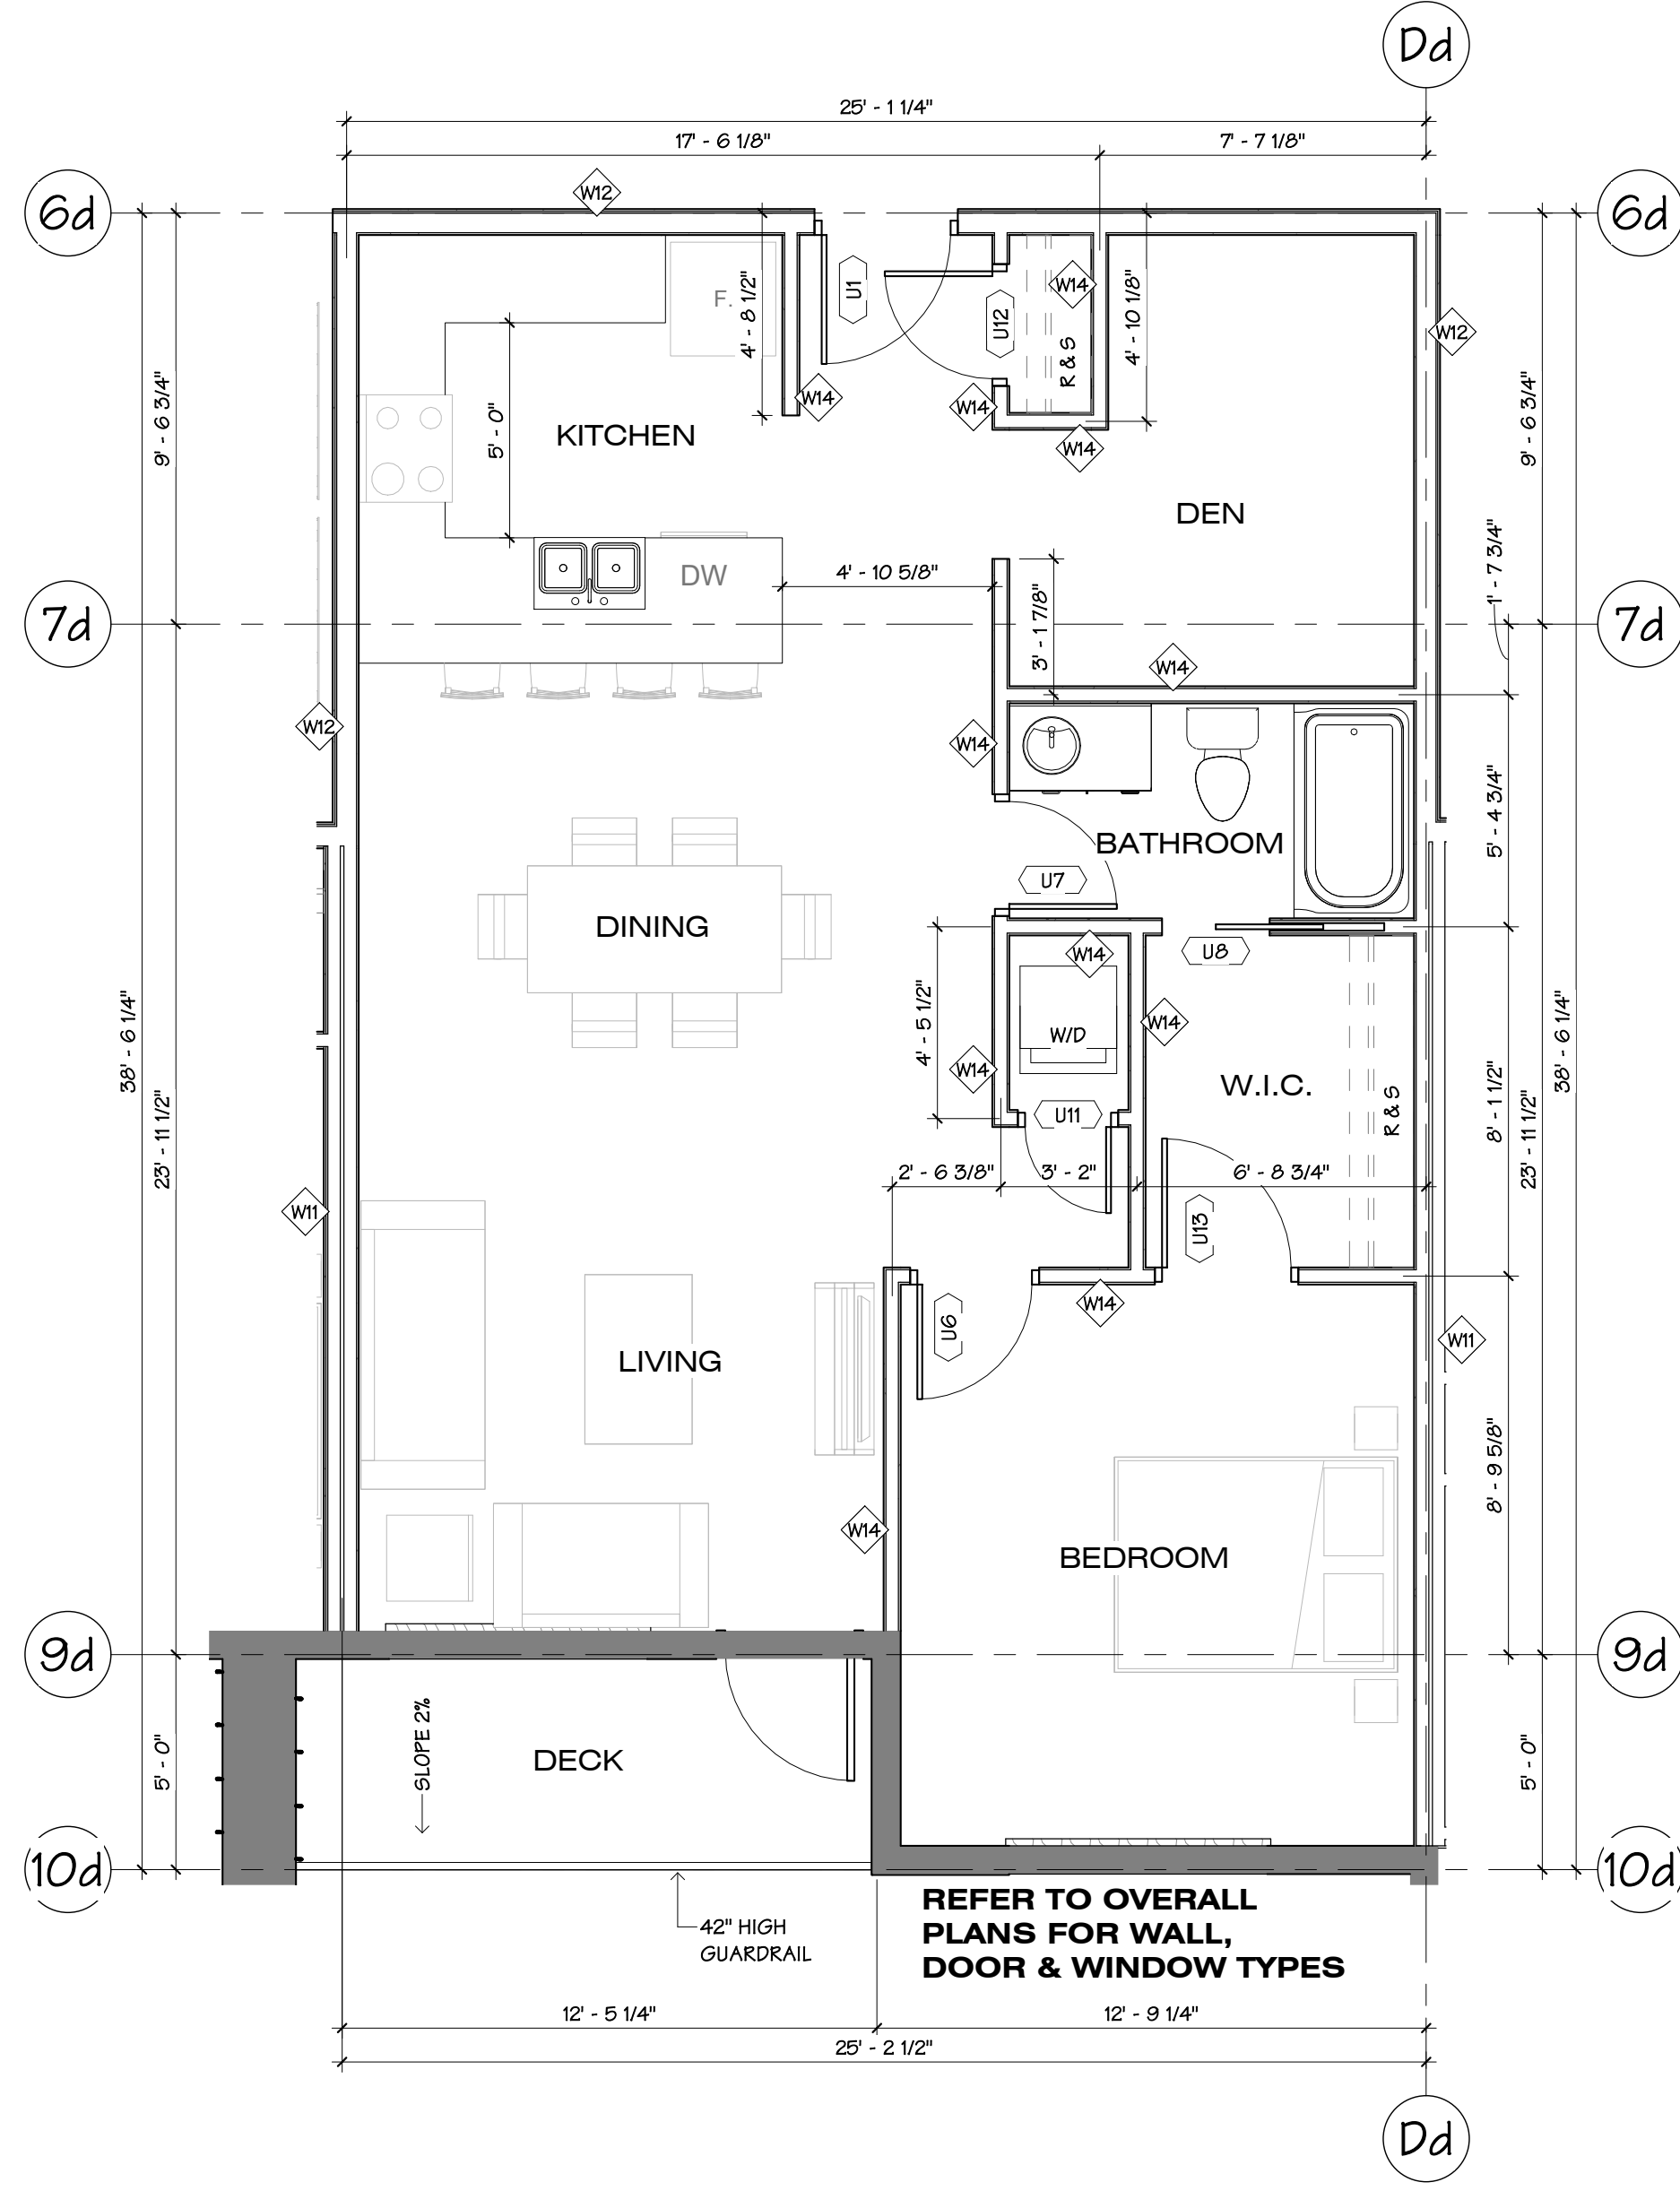 Dd
25' - 1 1/4"
17' - 6 1/8"
7' - 7 1/8"
W12
6d
6d
U1
W14
F.
4' - 8 1/2"
U12
R & S
4' - 10 1/8"
W12
9' - 6 3/4"
5' - 0"
W14
W14
9' - 6 3/4"
KITCHEN
W14
DEN
1' - 7 3/4"
DW
4' - 10 5/8"
3' - 1 7/8"
7d
7d
W14
W12
W14
5' - 4 3/4"
BATHROOM
U7
DINING
W14
U8
38' - 6 1/4"
4' - 5 1/2"
W14
W/D
38' - 6 1/4"
W14
W.I.C.
R & S
U11
8' - 1 1/2"
23' - 11 1/2"
23' - 11 1/2"
2' - 6 3/8"
3' - 2"
6' - 8 3/4"
W11
U13
W14
U6
W11
LIVING
8' - 9 5/8"
W14
BEDROOM
9d
9d
SLOPE 2%
DECK
5' - 0"
5' - 0"
10d
10d
REFER TO OVERALL
PLANS FOR WALL,
DOOR & WINDOW TYPES
42" HIGH
GUARDRAIL
12' - 5 1/4"
12' - 9 1/4"
25' - 2 1/2"
Dd